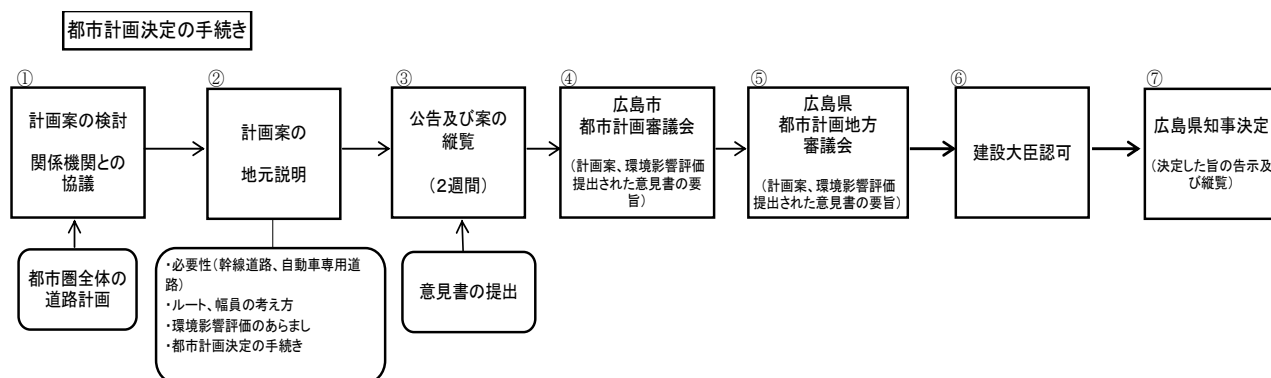 都市計画決定の手続き
①
計画案の検討
関係機関との
協議
②
計画案の
地元説明
③
公告及び案の
縦覧
(2週間)
④
広島市
都市計画審議会
(計画案、環境影響評価
提出された意見書の要
旨)
⑤
広島県
都市計画地方
審議会
(計画案、環境影響評価
提出された意見書の要旨)
⑥
建設大臣認可
⑦
広島県知事決定
(決定した旨の告示及
び縦覧)
都市圏全体の
道路計画
・必要性(幹線道路、自動車専用道
路)
・ルート、幅員の考え方
・環境影響評価のあらまし
・都市計画決定の手続き
意見書の提出